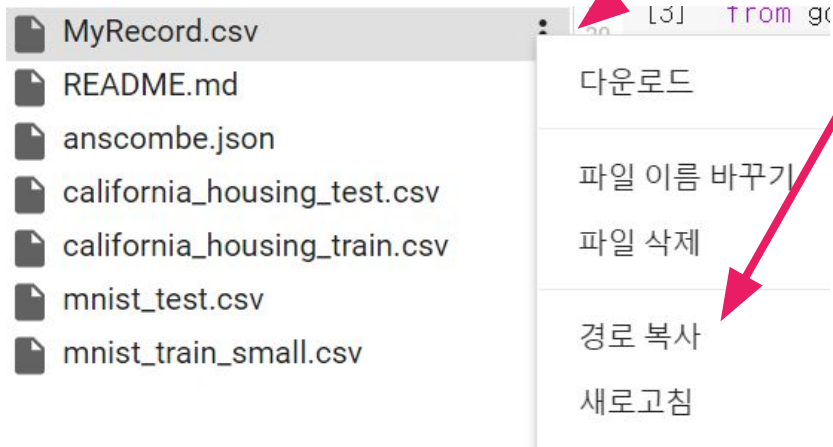 MyRecord.csv
README.md
anscombe.json
california_housing_test.csv
california_housing_train.csv
mnist_test.csv
mnist_train_small.csv
[3] from
다운로드
파일 이름 바꾸기
파일 삭제
경로 복사
새로고침